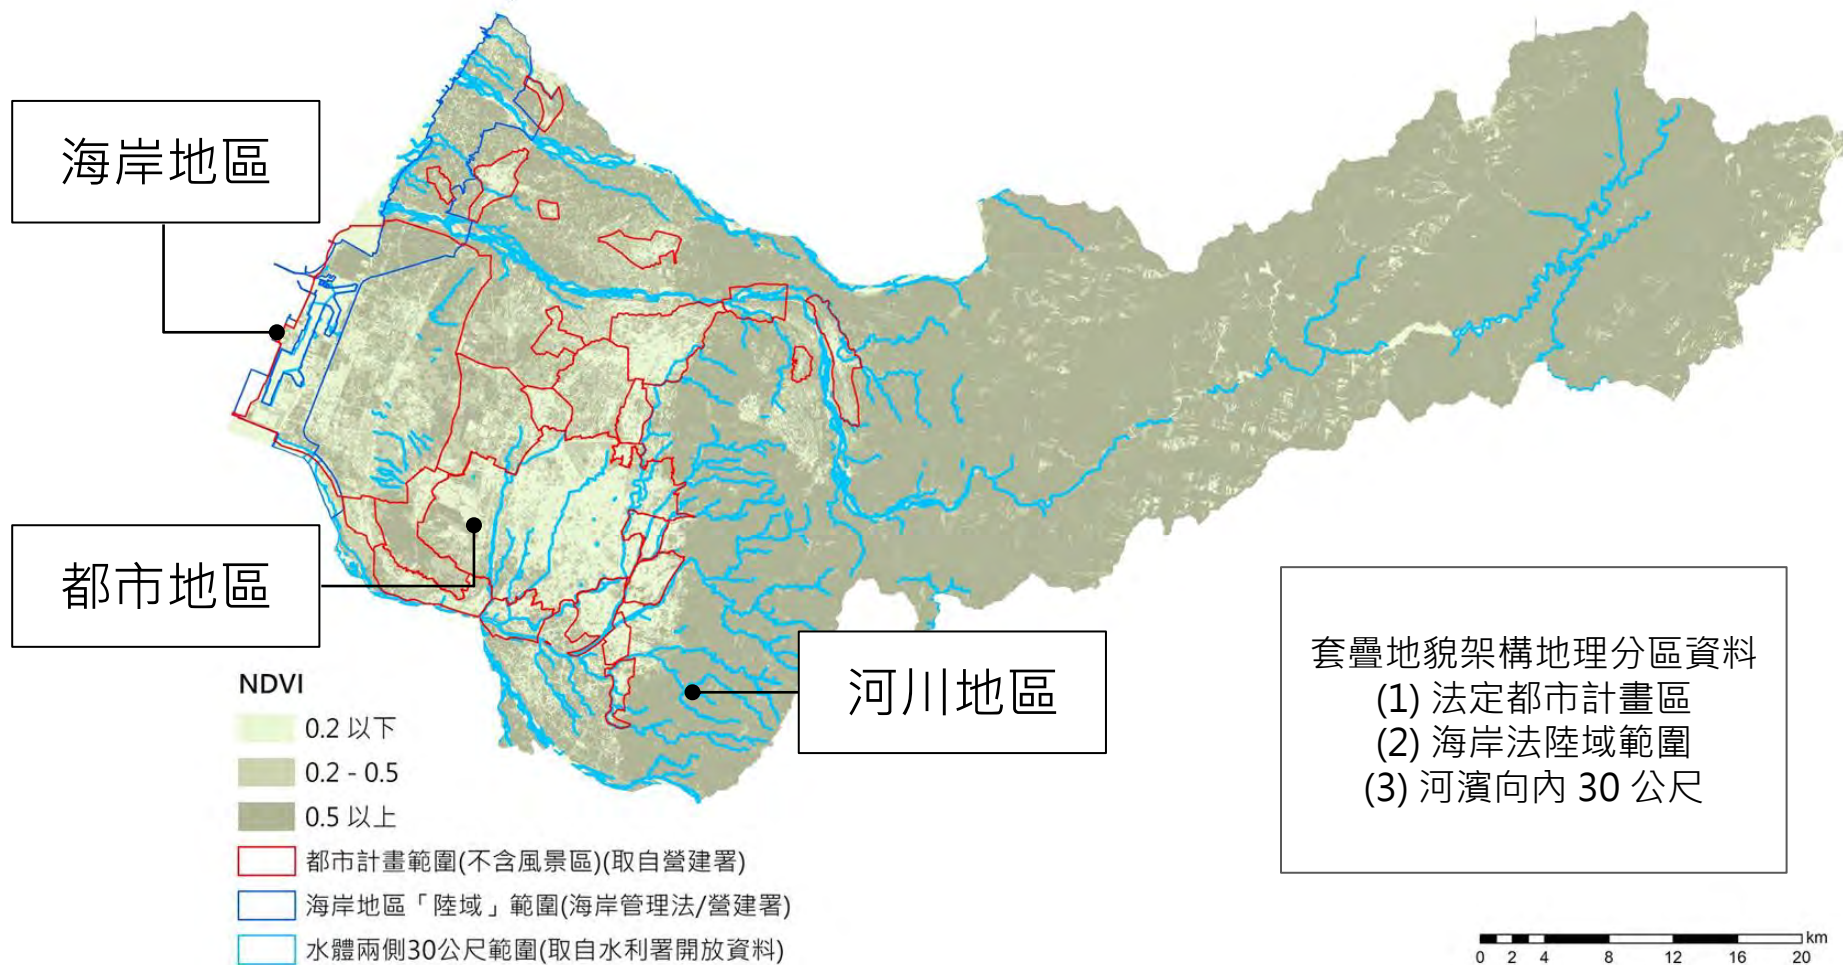 海岸地區
都市地區
河川地區
NDVI
0.2 以下
0.2 - 0.5
0.5 以上
都市計畫範圍(不含風景區)(取自營建署)
海岸地區「陸域」範圍(海岸管理法/營建署)
水體兩側30公尺範圍(取自水利署開放資料)
套疊地貌架構地理分區資料
(1) 法定都市計畫區
(2) 海岸法陸域範圍
(3) 河濱向內 30 公尺
km
0 2 4 8 12 16 20